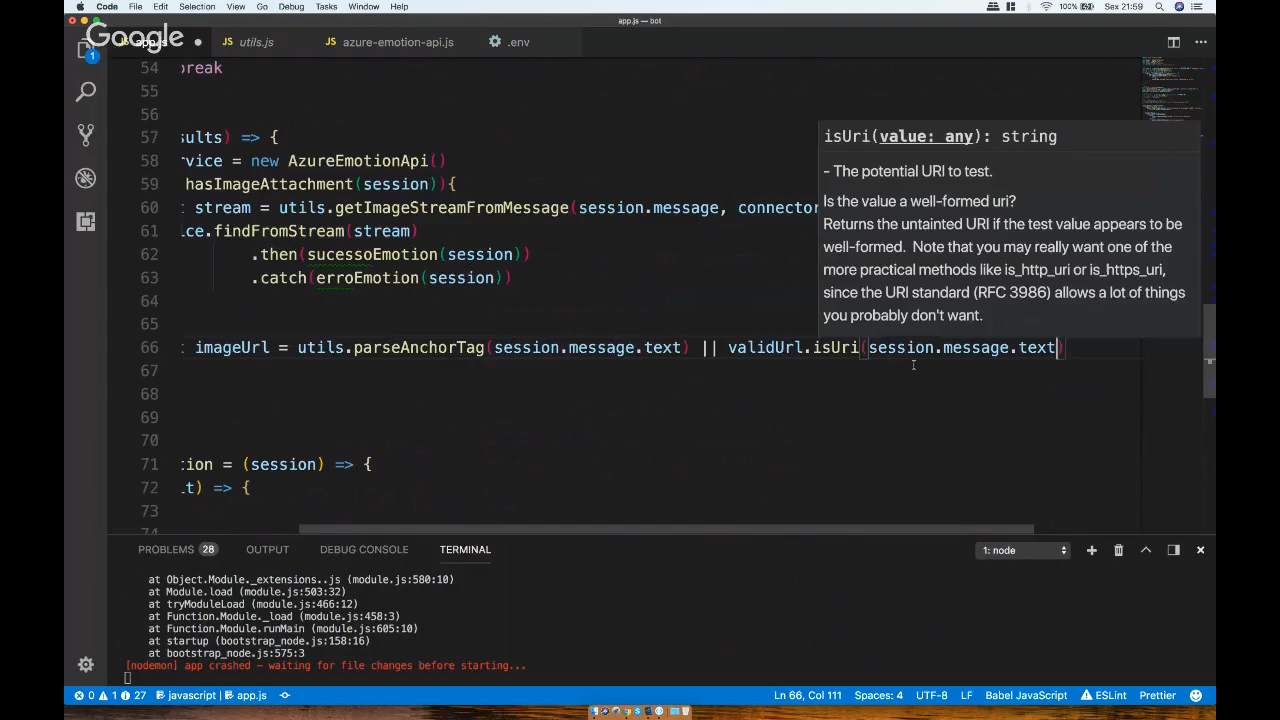 Code File Edit Selection View Go Debug Tasks Window Help 100% Sex 21:59
app.js — bot
Google
app.js utils.js azure-emotion-api.js .env
1
54 break
55
56
57 sults) => {
58 rvice = new AzureEmotionApi()
59 hasImageAttachment(session)){
60 t stream = utils.getImageStreamFromMessage(session.message, connector
61 ice.findFromStream(stream)
62 .then(sucessoEmotion(session))
63 .catch(erroEmotion(session))
64
65
66 t imageUrl = utils.parseAnchorTag(session.message.text) || validUrl.isUri(session.message.text)
67
68
69
70
71 tion = (session) => {
72 lt) => {
73
74
isUri(value: any): string
- The potential URI to test.
Is the value a well-formed uri?
Returns the untainted URI if the test value appears to be
well-formed. Note that you may really want one of the
more practical methods like is_http_uri or is_https_uri,
since the URI standard (RFC 3986) allows a lot of things
you probably don't want.
PROBLEMS 28 OUTPUT DEBUG CONSOLE TERMINAL 1: node
at Object.Module._extensions..js (module.js:580:10)
at Module.load (module.js:503:32)
at tryModuleLoad (module.js:466:12)
at Function.Module._load (module.js:458:3)
at Function.Module.runMain (module.js:605:10)
at startup (bootstrap_node.js:158:16)
at bootstrap_node.js:575:3
[nodemon] app crashed - waiting for file changes before starting...
0 1 27 javascript app.js Ln 66, Col 111 Spaces: 4 UTF-8 LF Babel JavaScript ESLint Prettier